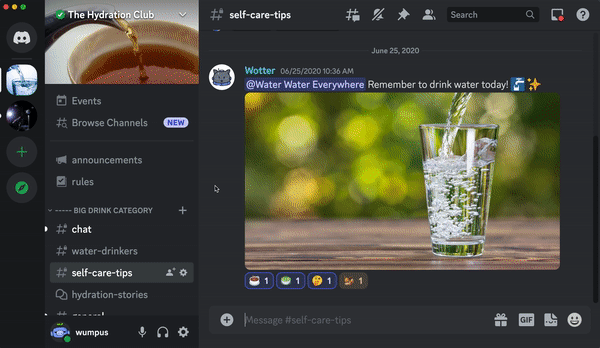 The Hydration Club
Events
Browse Channels
NEW
announcements
rules
----- BIG DRINK CATEGORY
chat
water-drinkers
self-care-tips
hydration-stories
general
wumpus
self-care-tips
Search
June 25, 2020
Wotter 06/25/2020 10:36 AM
@Water Water Everywhere Remember to drink water today!
1
1
1
1
Message #self-care-tips
GIF